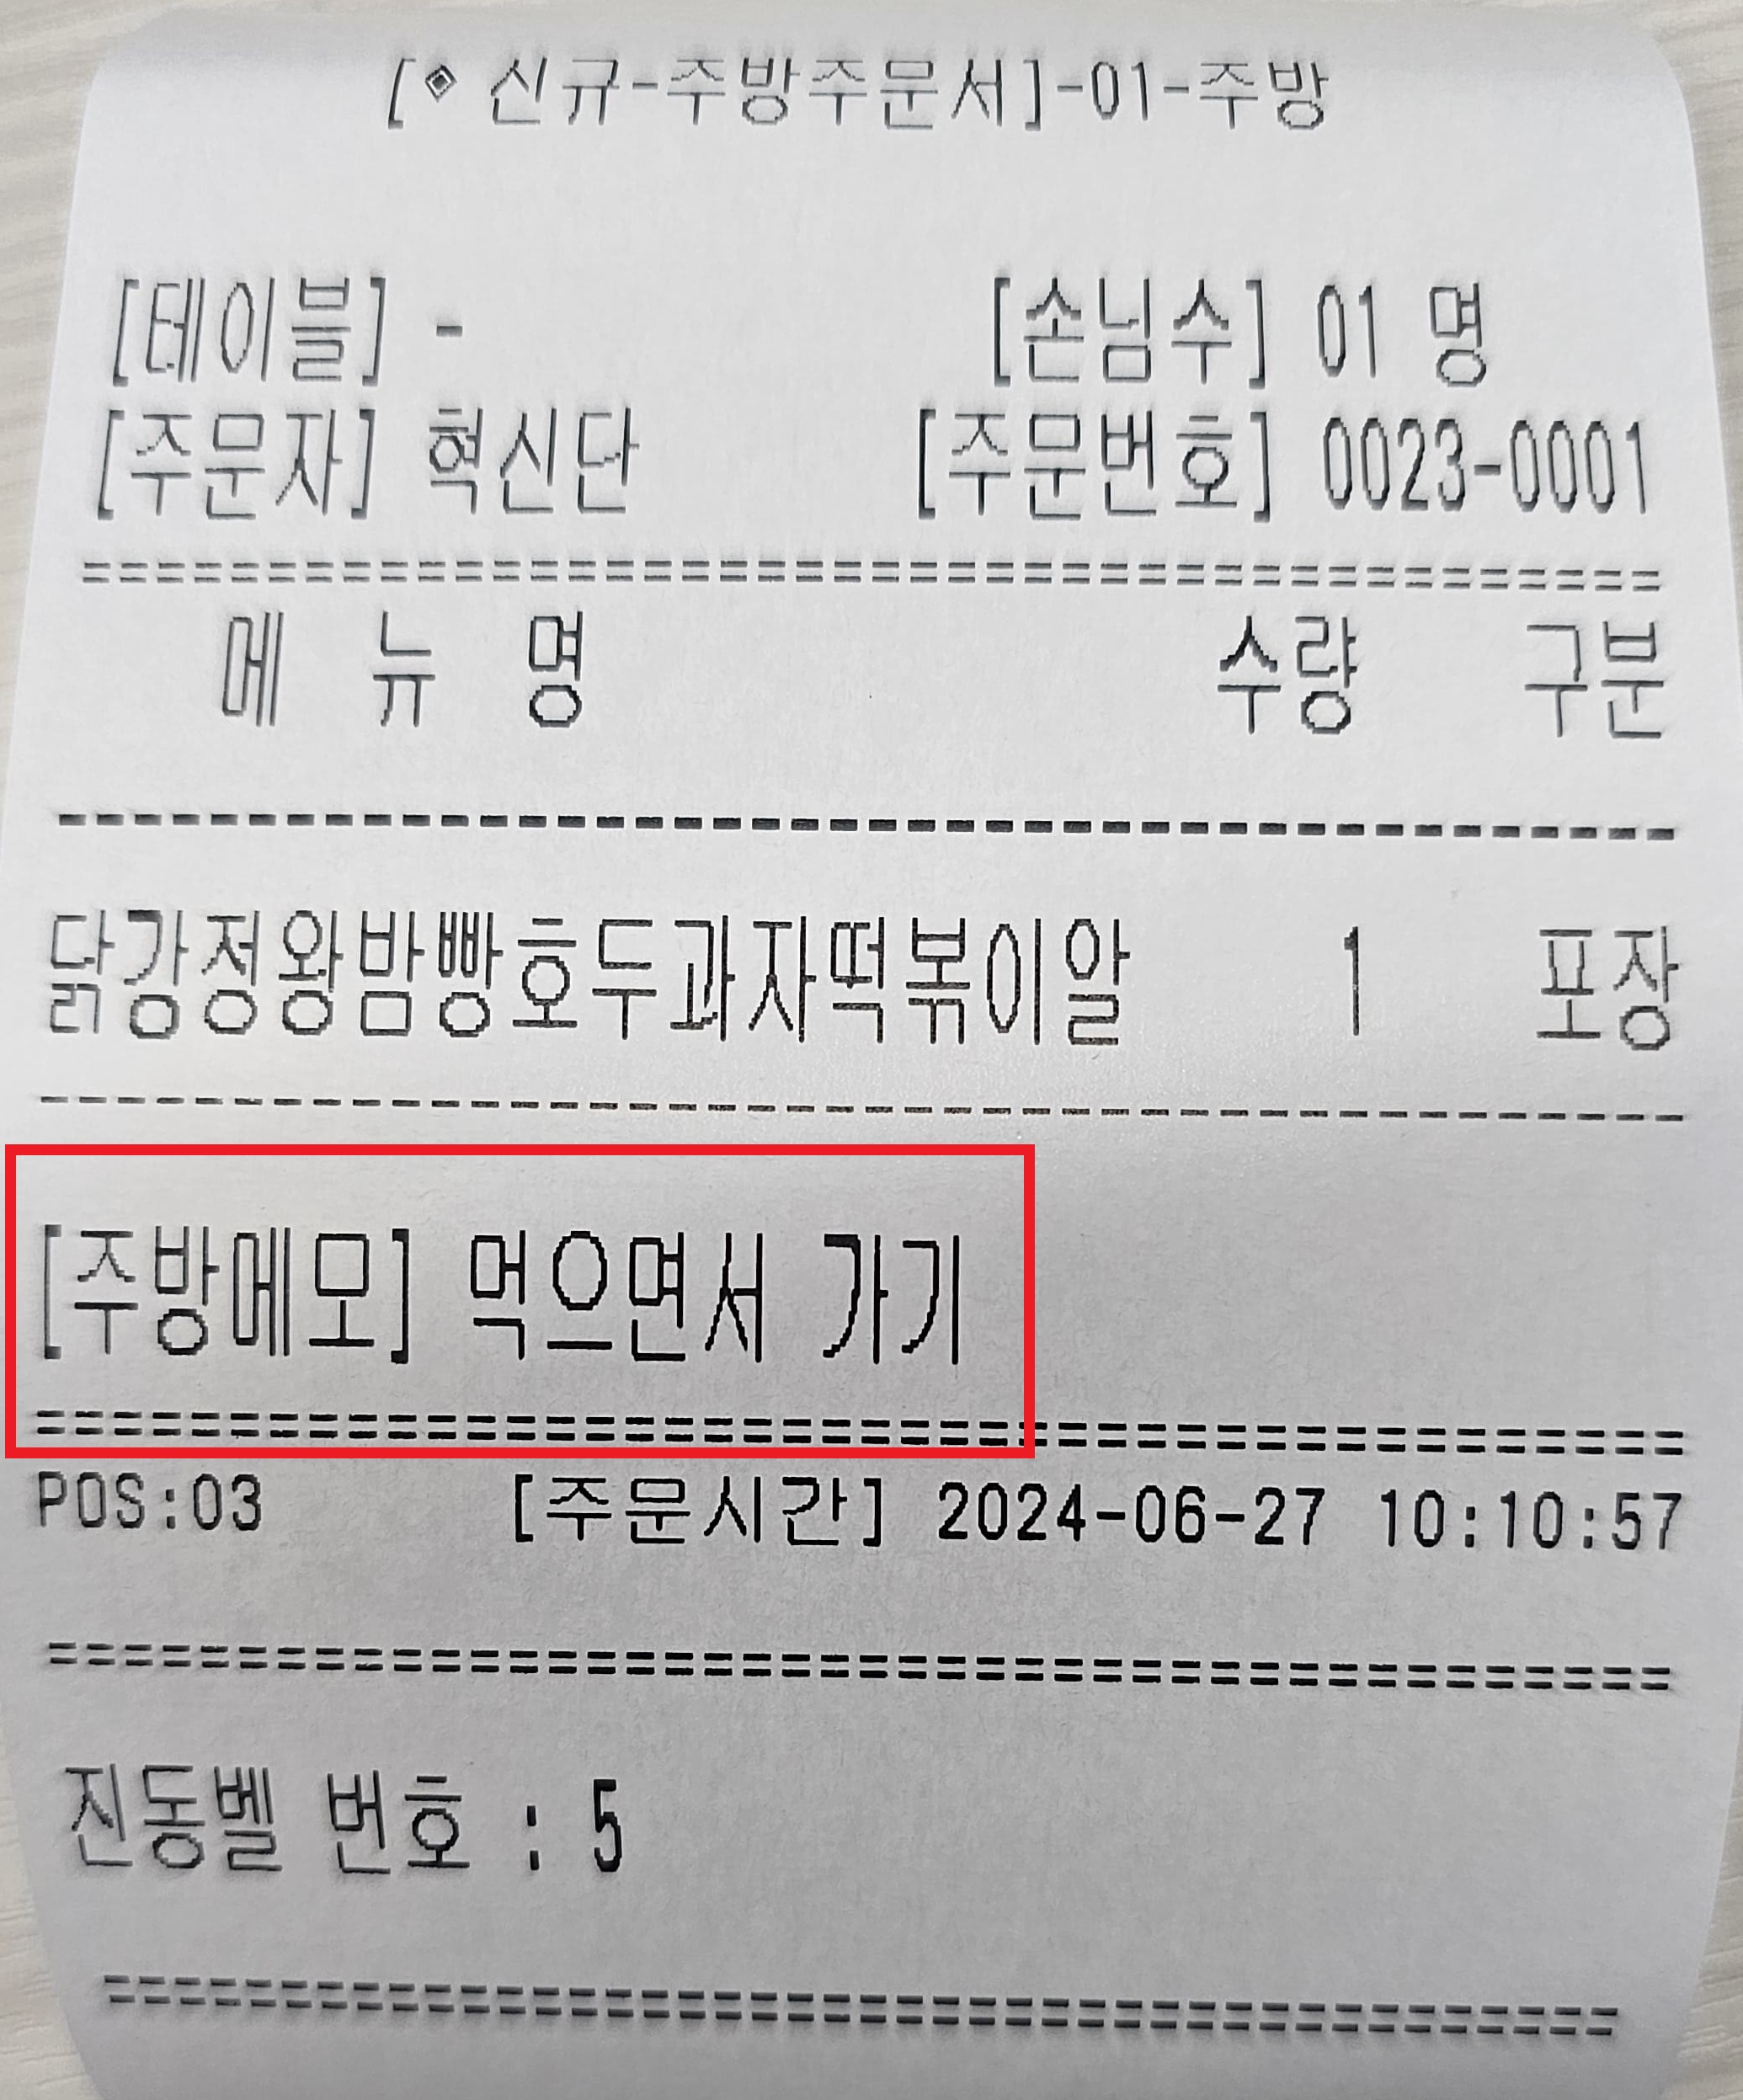 [◈ 신규-주방주문서]-01-주방
[테이블] - [손님수] 01 명
[주문자] 혁신단 [주문번호] 0023-0001
==========================================
메 뉴 명 수량 구분
------------------------------------------
닭강정왕밤빵호두과자떡볶이알 1 포장
------------------------------------------
[주방메모] 먹으면서 가기
==========================================
POS:03 [주문시간] 2024-06-27 10:10:57
==========================================
진동벨 번호 : 5
==========================================